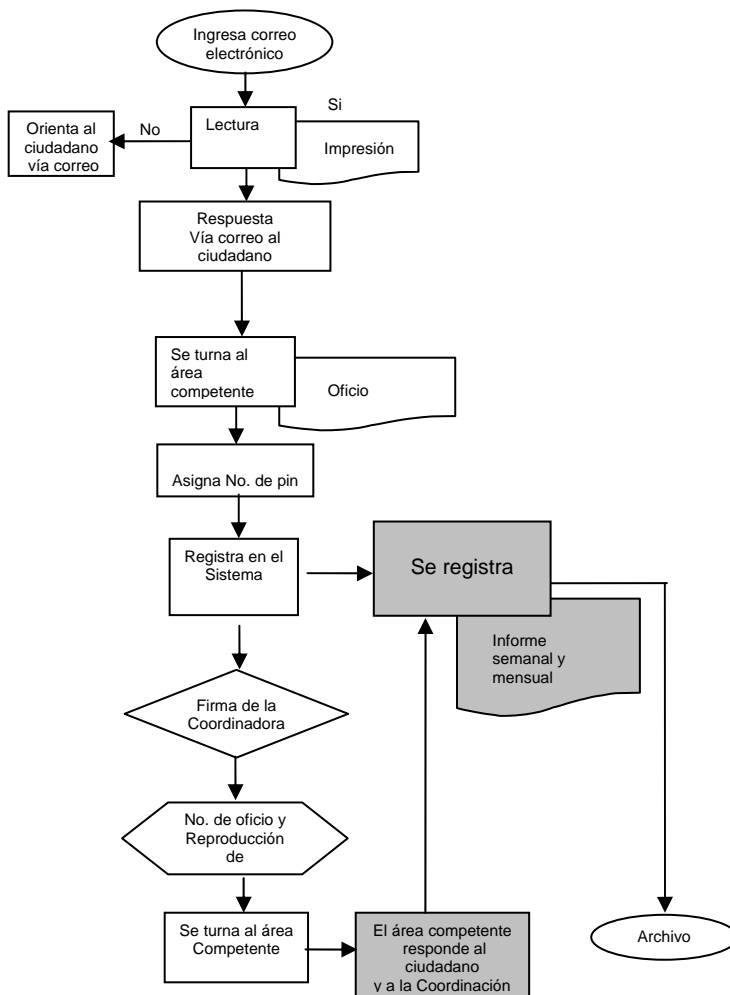 Ingresa correo
electrónico
Si
No
Lectura
Orienta al
ciudadano
vía correo
Impresión
Respuesta
Vía correo al
ciudadano
Se turna al
área
competente
Oficio
Asigna No. de pin
Registra en el
Sistema
Se registra
Informe
semanal y
mensual
Firma de la
Coordinadora
No. de oficio y
Reproducción
de
Se turna al área
Competente
El área competente
responde al
ciudadano
y a la Coordinación
Archivo